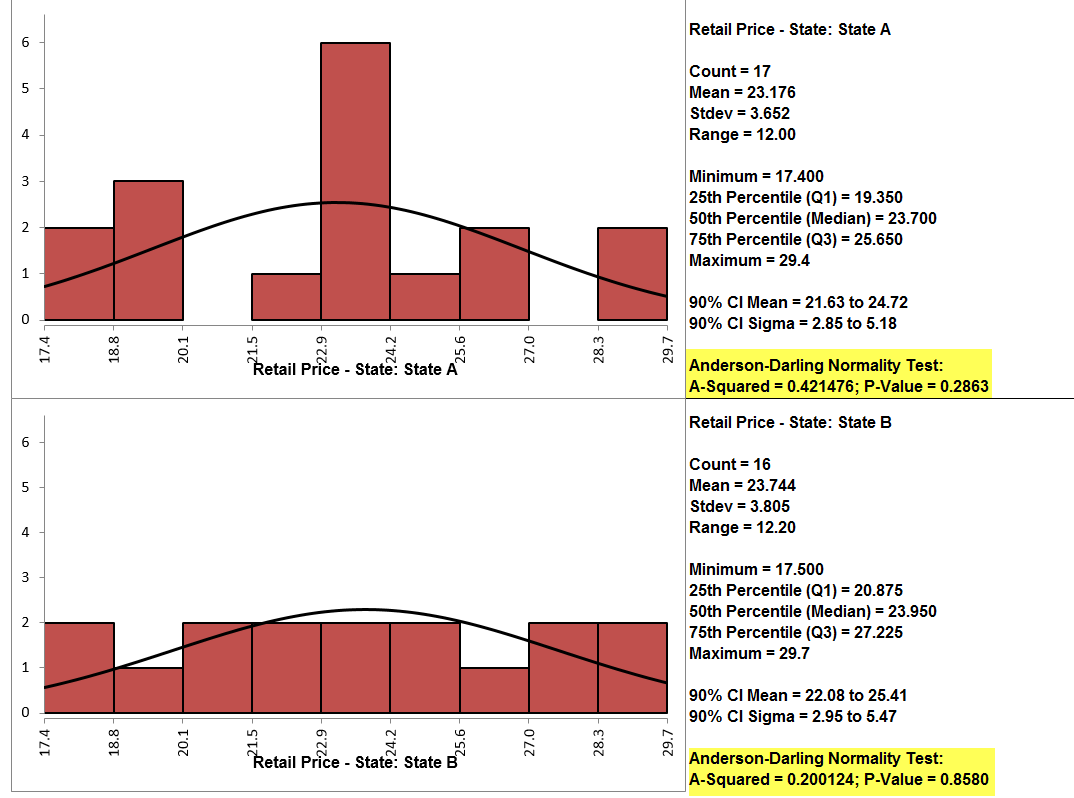 6
5
4
3
2
1
0
17.4
18.8
20.1
21.5
22.9
24.2
25.6
27.0
28.3
29.7
Retail Price - State: State A
Retail Price - State: State A
Count = 17
Mean = 23.176
Stdev = 3.652
Range = 12.00
Minimum = 17.400
25th Percentile (Q1) = 19.350
50th Percentile (Median) = 23.700
75th Percentile (Q3) = 25.650
Maximum = 29.4
90% CI Mean = 21.63 to 24.72
90% CI Sigma = 2.85 to 5.18
Anderson-Darling Normality Test:
A-Squared = 0.421476; P-Value = 0.2863
6
5
4
3
2
1
0
17.4
18.8
20.1
21.5
22.9
24.2
25.6
27.0
28.3
29.7
Retail Price - State: State B
Retail Price - State: State B
Count = 16
Mean = 23.744
Stdev = 3.805
Range = 12.20
Minimum = 17.500
25th Percentile (Q1) = 20.875
50th Percentile (Median) = 23.950
75th Percentile (Q3) = 27.225
Maximum = 29.7
90% CI Mean = 22.08 to 25.41
90% CI Sigma = 2.95 to 5.47
Anderson-Darling Normality Test:
A-Squared = 0.200124; P-Value = 0.8580